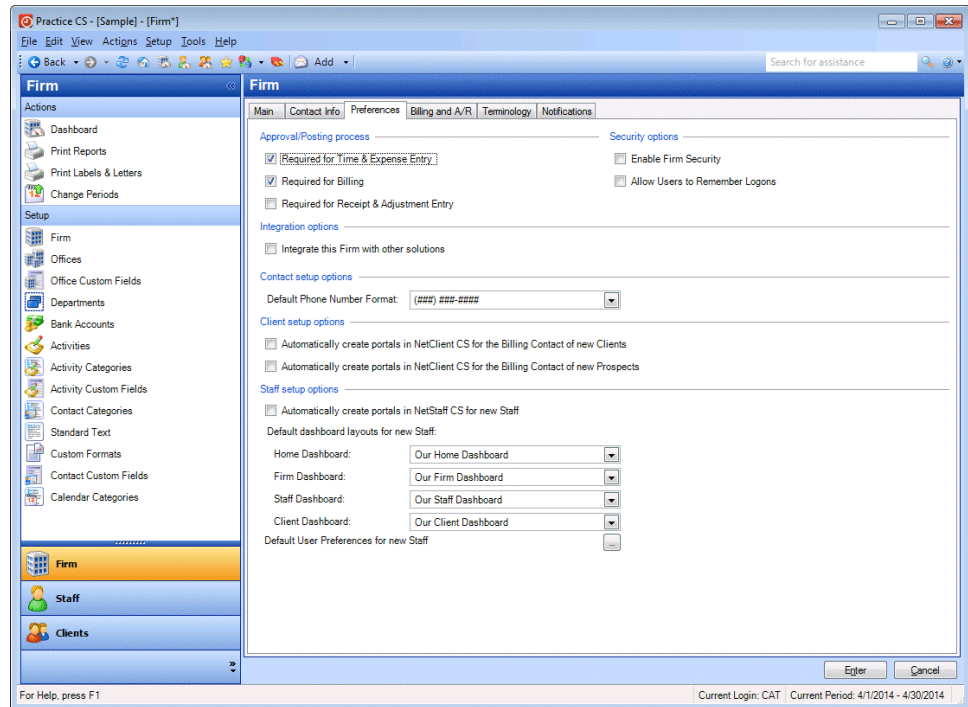 Practice CS - [Sample] - [Firm*]
File Edit View Actions Setup Tools Help
Back Add Search for assistance
Firm
Actions
Dashboard
Print Reports
Print Labels & Letters
Change Periods
Setup
Firm
Offices
Office Custom Fields
Departments
Bank Accounts
Activities
Activity Categories
Activity Custom Fields
Contact Categories
Standard Text
Custom Formats
Contact Custom Fields
Calendar Categories
Firm
Staff
Clients
Firm
Main Contact Info Preferences Billing and A/R Terminology Notifications
Approval/Posting process
Required for Time & Expense Entry
Required for Billing
Required for Receipt & Adjustment Entry
Security options
Enable Firm Security
Allow Users to Remember Logons
Integration options
Integrate this Firm with other solutions
Contact setup options
Default Phone Number Format: (###) ###-####
Client setup options
Automatically create portals in NetClient CS for the Billing Contact of new Clients
Automatically create portals in NetClient CS for the Billing Contact of new Prospects
Staff setup options
Automatically create portals in NetStaff CS for new Staff
Default dashboard layouts for new Staff:
Home Dashboard: Our Home Dashboard
Firm Dashboard: Our Firm Dashboard
Staff Dashboard: Our Staff Dashboard
Client Dashboard: Our Client Dashboard
Default User Preferences for new Staff ...
Enter Cancel
For Help, press F1 Current Login: CAT Current Period: 4/1/2014 - 4/30/2014